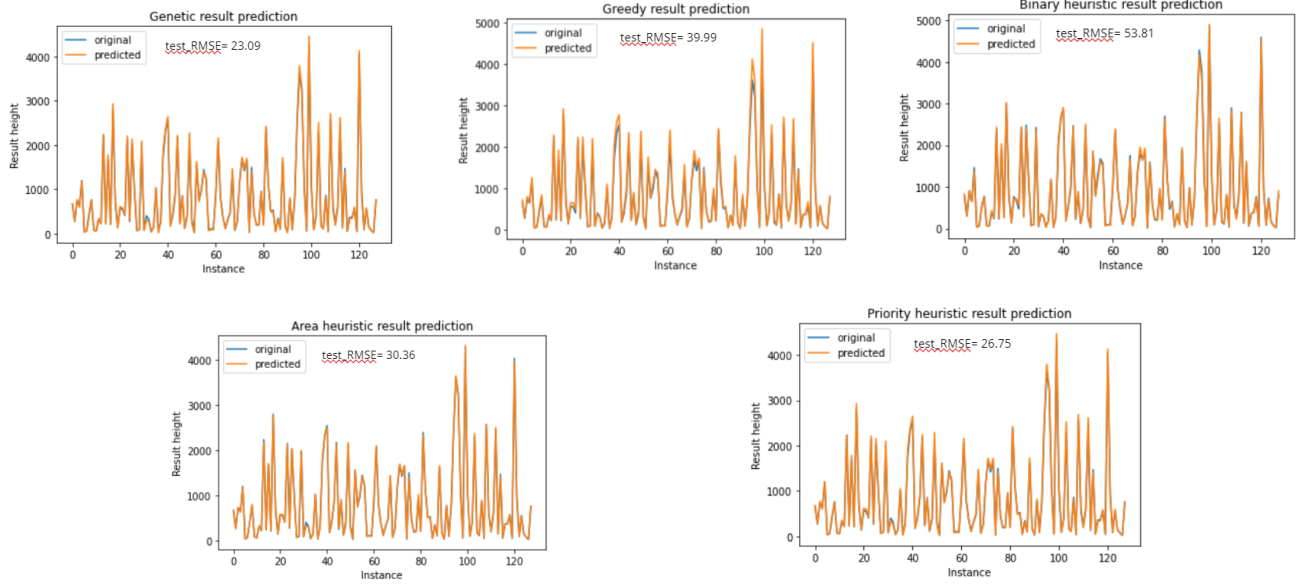 Genetic result prediction
original
predicted
test_RMSE= 23.09
Result height
4000
3000
2000
1000
0
0 20 40 60 80 100 120
Instance
Greedy result prediction
original
predicted
test_RMSE= 39.99
Result height
5000
4000
3000
2000
1000
0
0 20 40 60 80 100 120
Instance
Binary heuristic result prediction
original
predicted
test_RMSE= 53.81
Result height
5000
4000
3000
2000
1000
0
0 20 40 60 80 100 120
Instance
Area heuristic result prediction
original
predicted
test_RMSE= 30.36
Result height
4000
3000
2000
1000
0
0 20 40 60 80 100 120
Instance
Priority heuristic result prediction
original
predicted
test_RMSE= 26.75
Result height
4000
3000
2000
1000
0
0 20 40 60 80 100 120
Instance